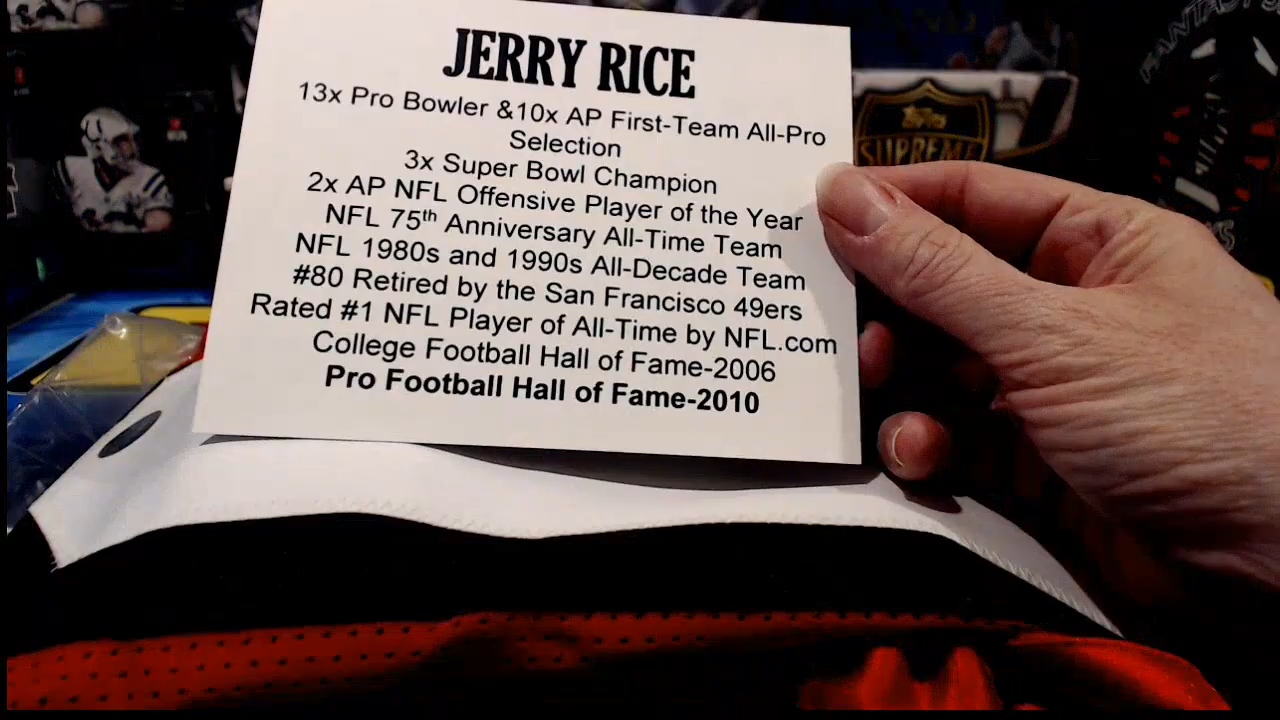 JERRY RICE
13x Pro Bowler &10x AP First-Team All-Pro
Selection
3x Super Bowl Champion
2x AP NFL Offensive Player of the Year
NFL 75th Anniversary All-Time Team
NFL 1980s and 1990s All-Decade Team
#80 Retired by the San Francisco 49ers
Rated #1 NFL Player of All-Time by NFL.com
College Football Hall of Fame-2006
Pro Football Hall of Fame-2010
Topps
SUPREME